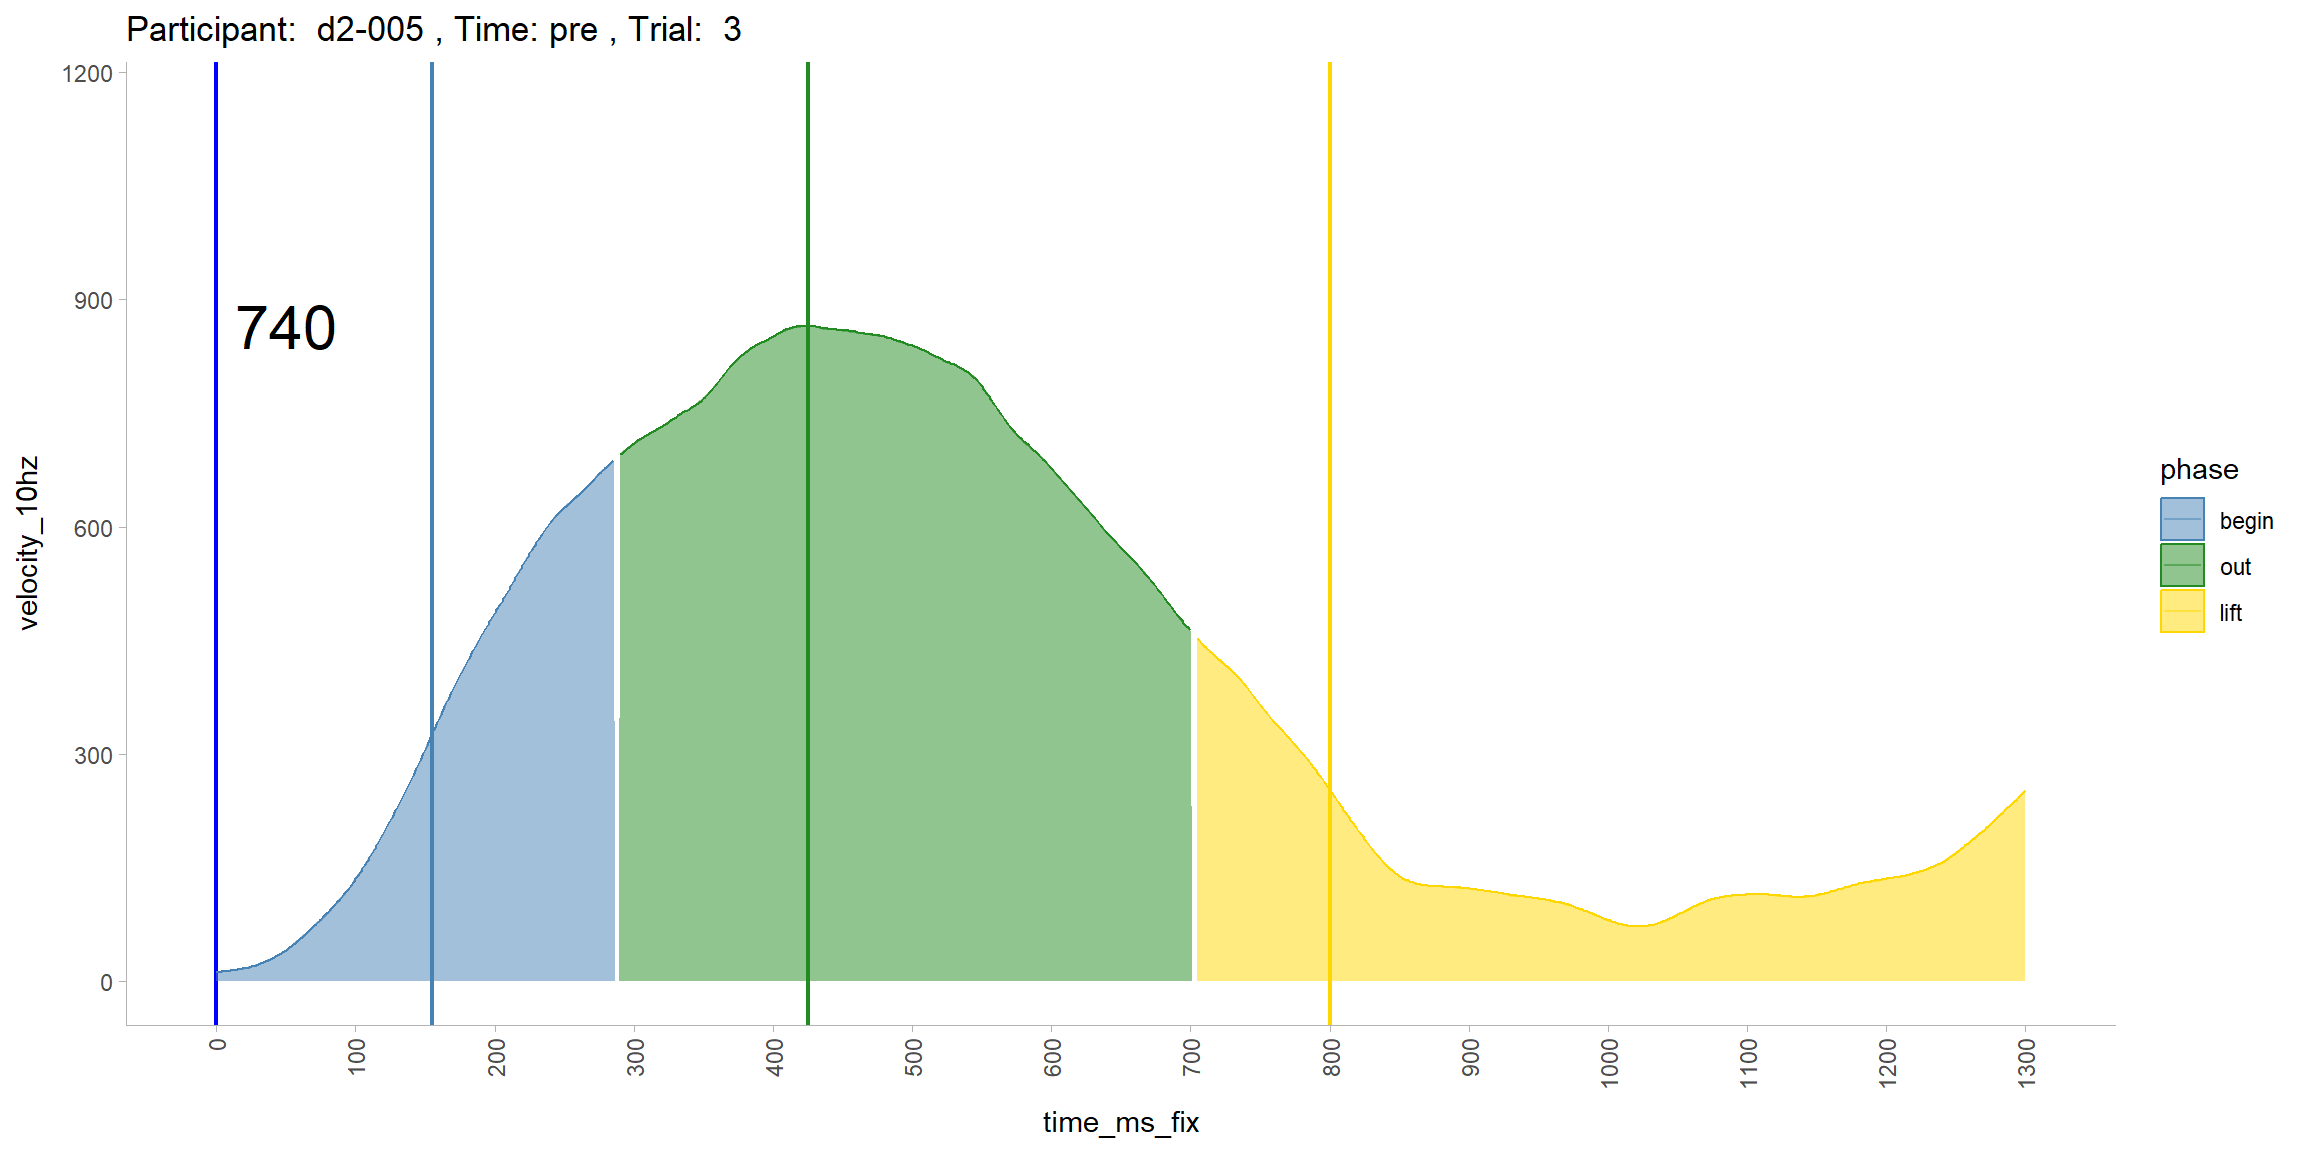 Participant:  d2-005 , Time: pre , Trial:  3
1200
900
600
300
0
velocity_10hz
740
0
100
200
300
400
500
600
700
800
900
1000
1100
1200
1300
time_ms_fix
phase
begin
out
lift